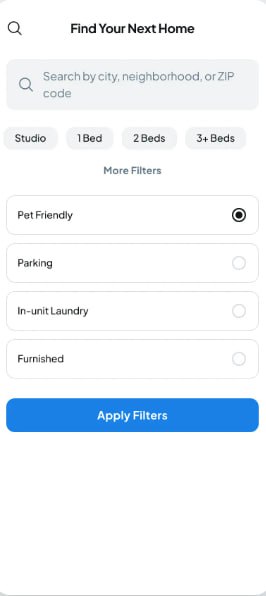 Find Your Next Home
Search by city, neighborhood, or ZIP
code
Studio
1 Bed
2 Beds
3+ Beds
More Filters
Pet Friendly
Parking
In-unit Laundry
Furnished
Apply Filters